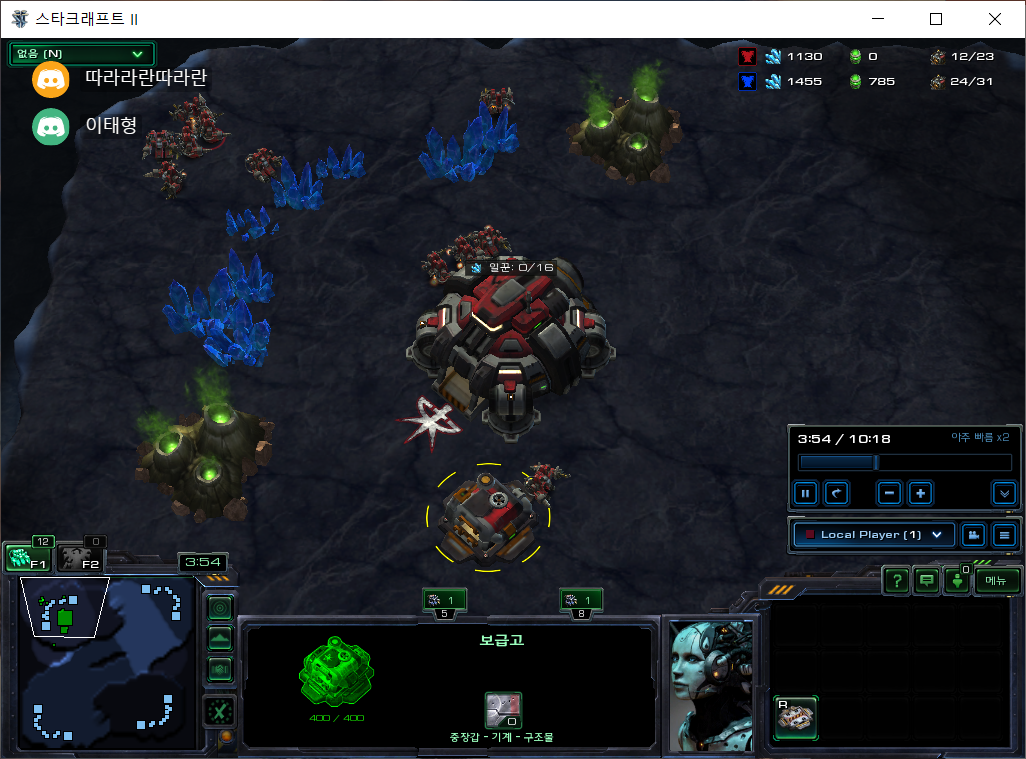 스타크래프트 II
없음 (N)
따라라란따라란
이태형
1130 0 12/23
1455 785 24/31
일꾼: 0/16
3:54 / 10:18 아주 빠름 x2
Local Player (1)
12 0
F1 F2
3:54
0
메뉴
1 1
5 8
보급고
400 / 400
0
중장갑 - 기계 - 구조물
R